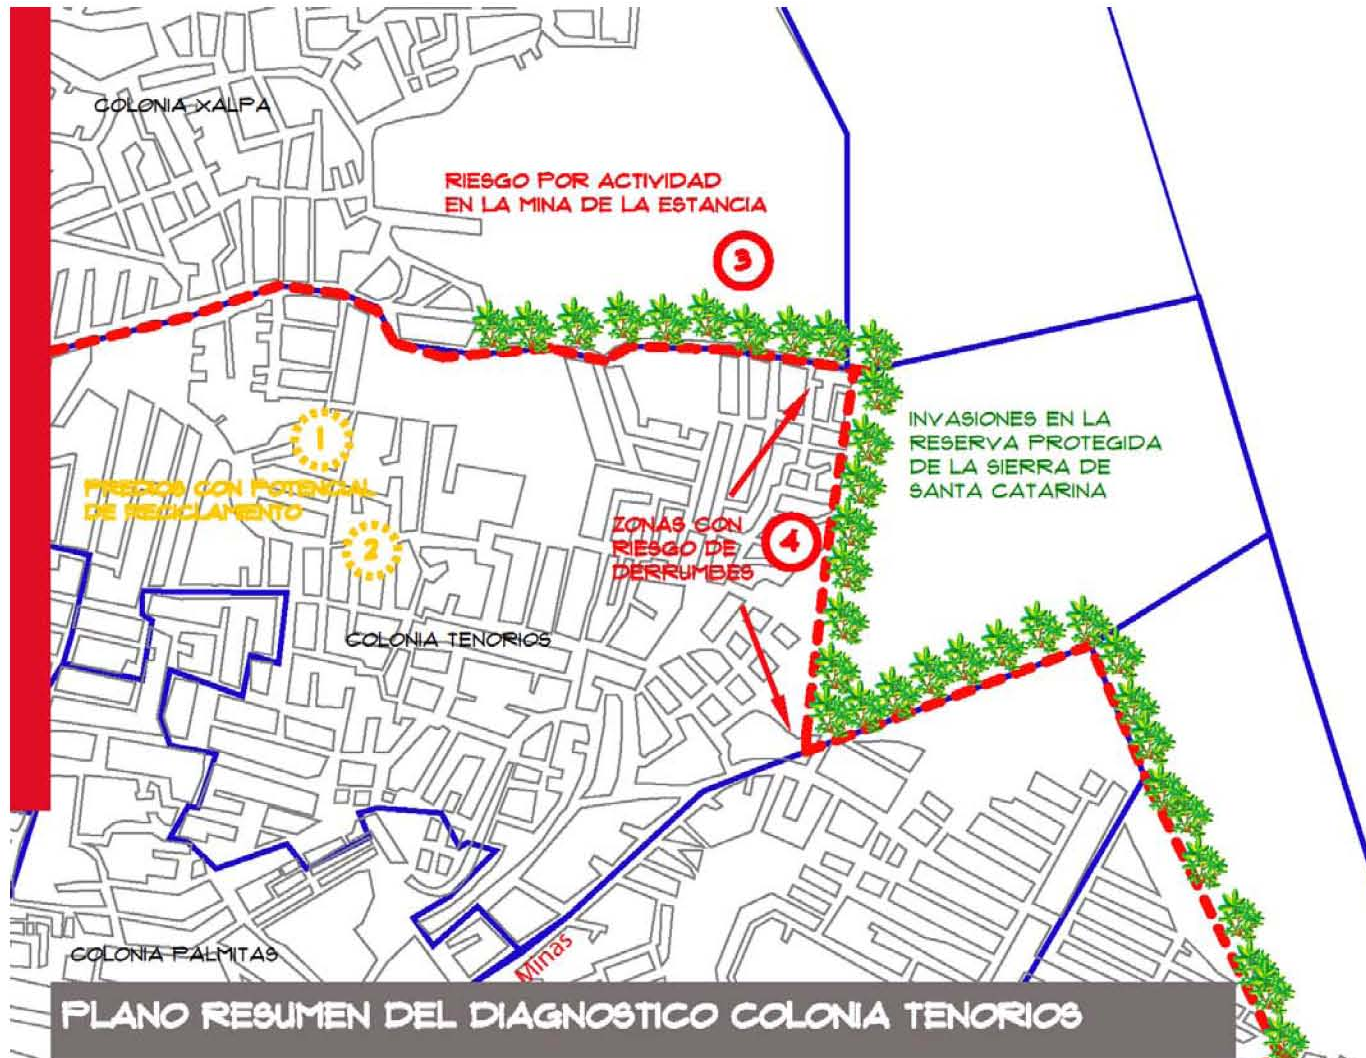 COLONIA XALPA
RIESGO POR ACTIVIDAD
EN LA MINA DE LA ESTANCIA
3
INVASIONES EN LA
RESERVA PROTEGIDA
DE LA SIERRA DE
SANTA CATARINA
1
PREDIOS CON POTENCIAL
DE RECICLAMIENTO
2
ZONAS CON
RIESGO DE
DERRUMBES
4
COLONIA TENORIOS
COLONIA PALMITAS
Minas
PLANO RESUMEN DEL DIAGNOSTICO COLONIA TENORIOS